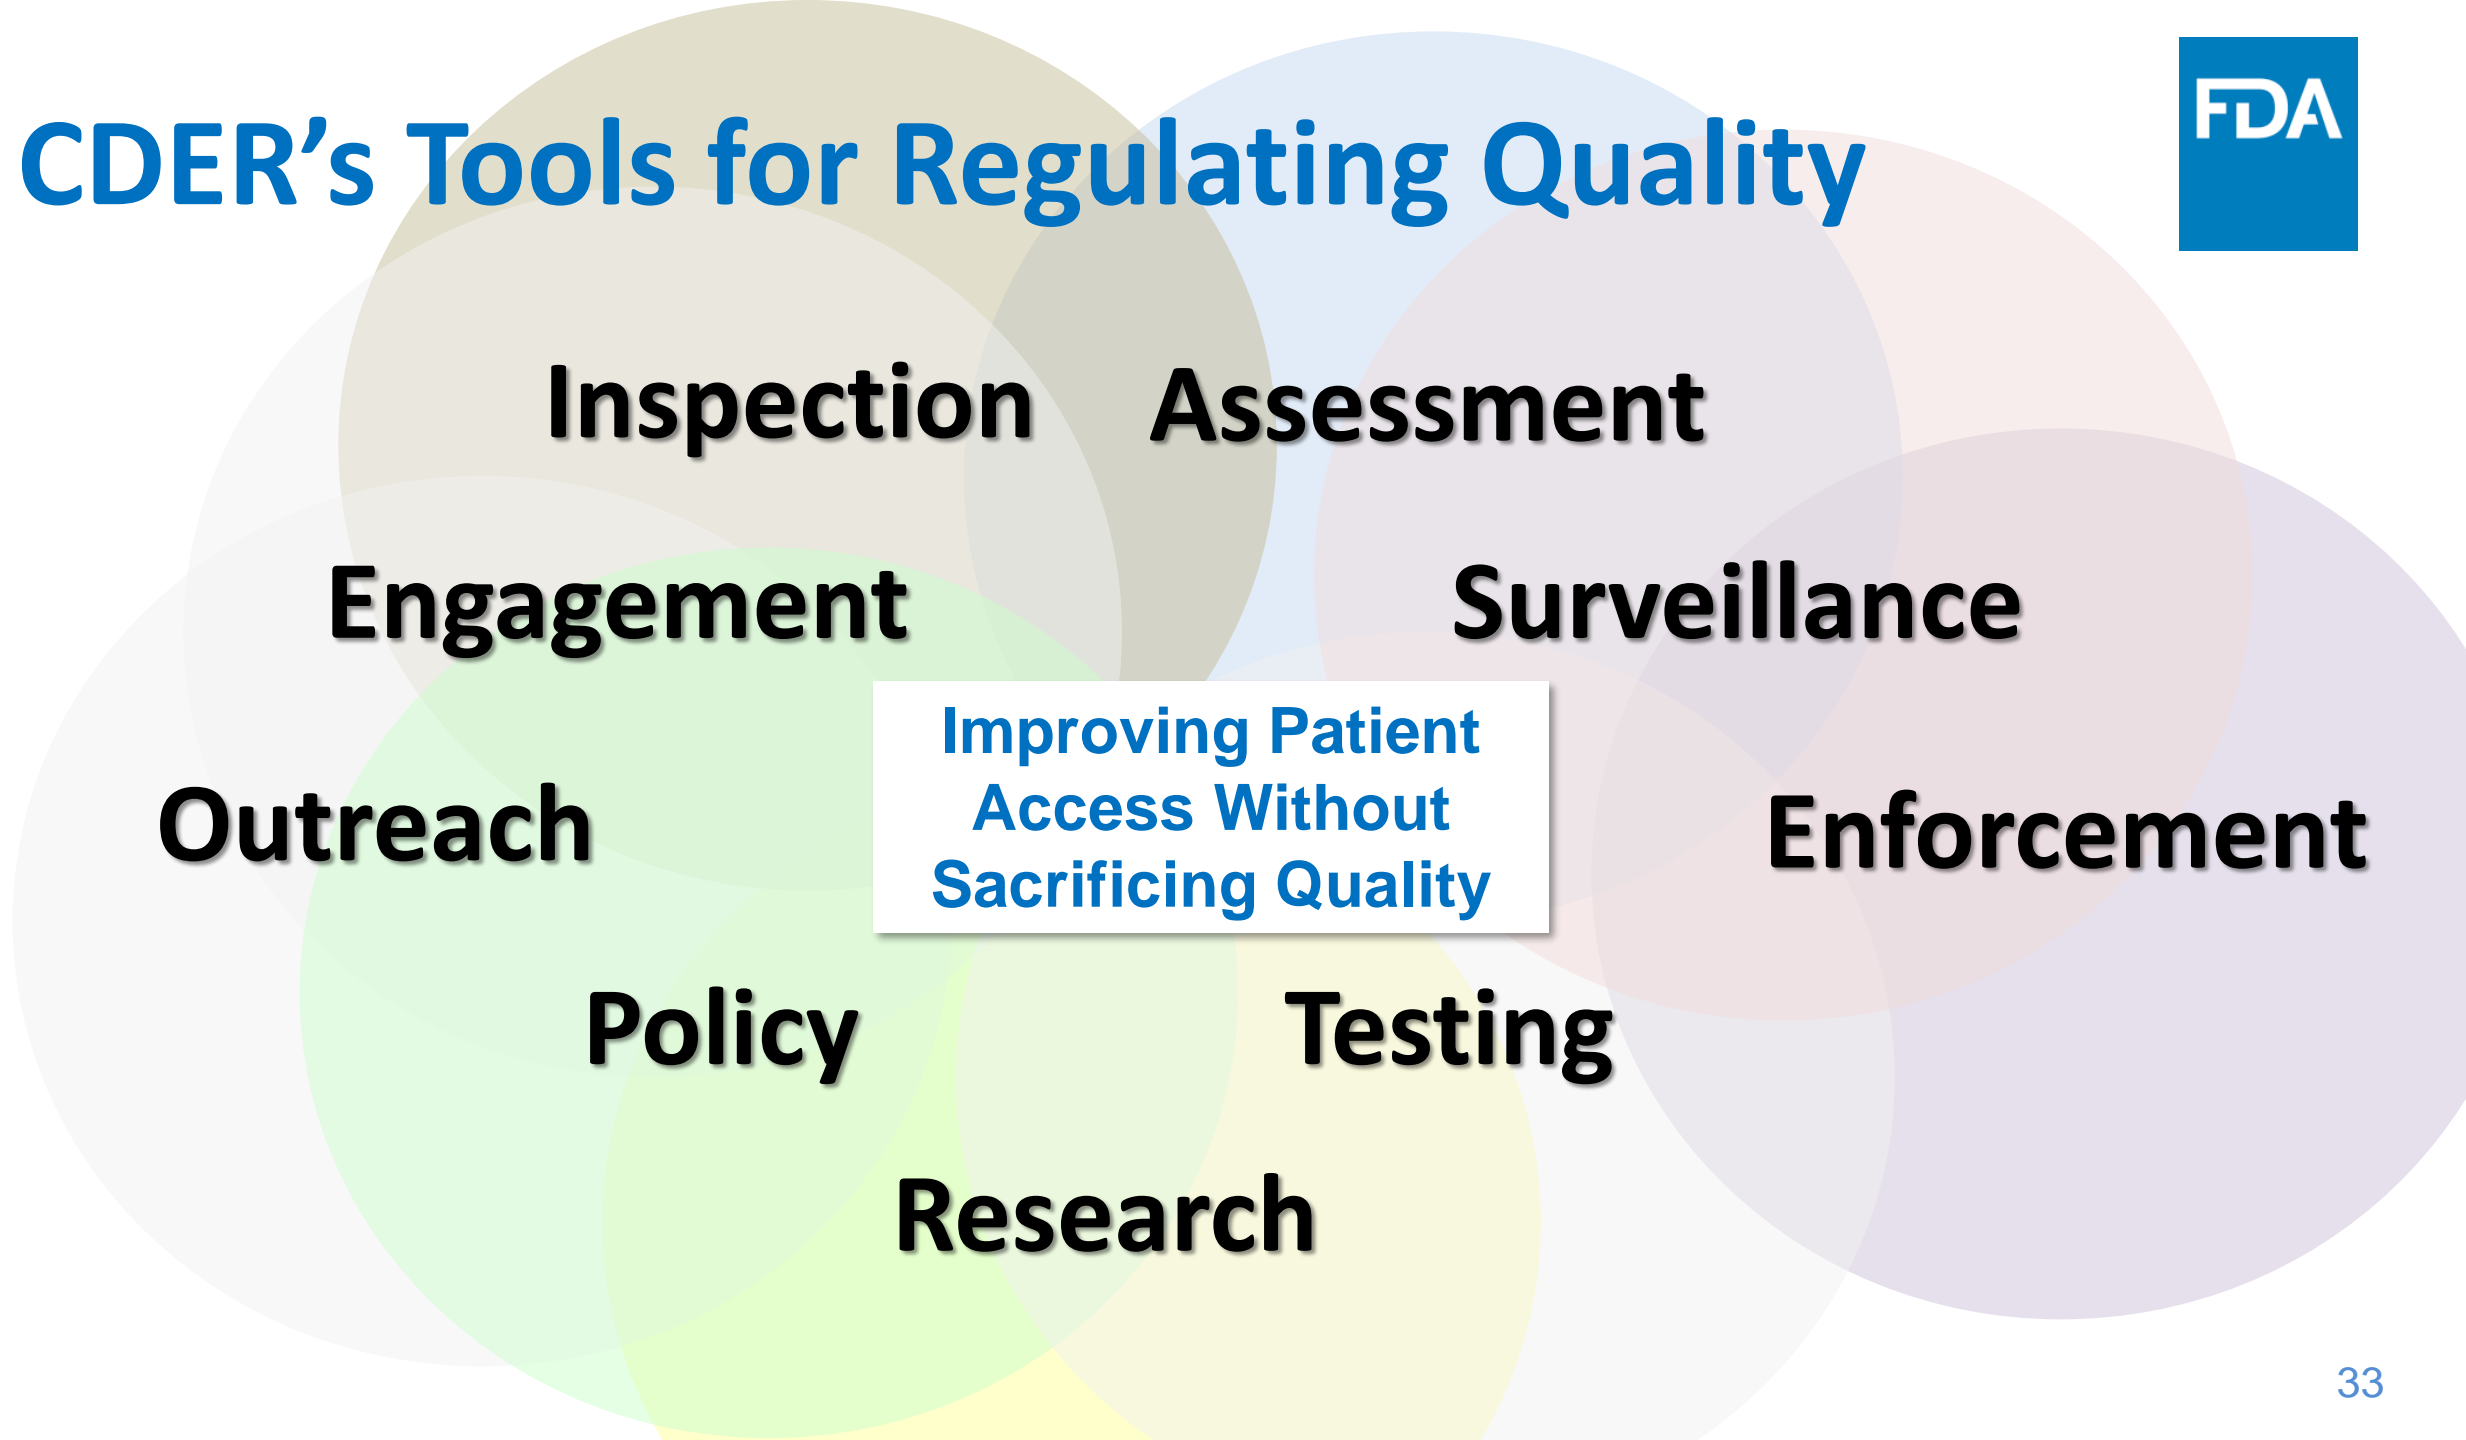 CDER’s Tools for Regulating Quality
FDA
Inspection
Assessment
Engagement
Surveillance
Improving Patient
Access Without
Sacrificing Quality
Outreach
Enforcement
Policy
Testing
Research
33